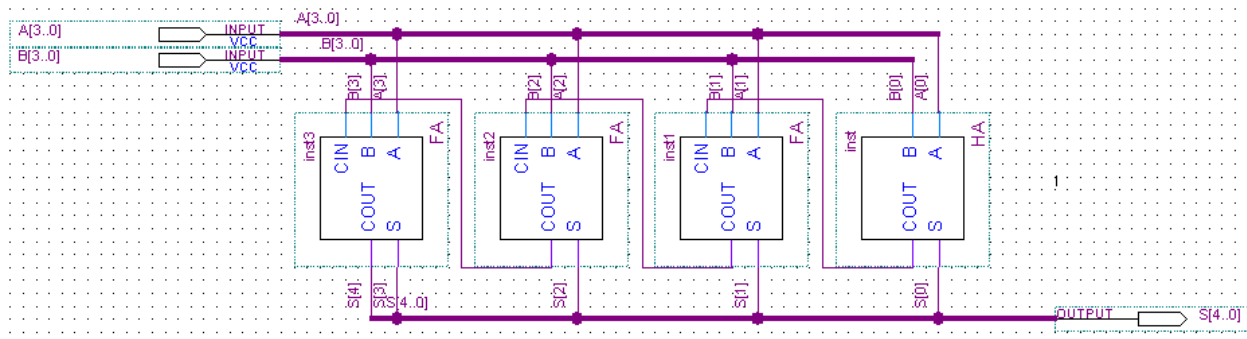 A[3..0]
INPUT
VCC
A[3..0]
B[3..0]
INPUT
VCC
B[3..0]
B[3]
A[3]
B[2]
A[2]
B[1]
A[1]
B[0]
A[0]
inst3
FA
CIN
B
A
COUT
S
inst2
FA
CIN
B
A
COUT
S
inst1
FA
CIN
B
A
COUT
S
inst
HA
B
A
COUT
S
1
S[4]
S[3]
S[4..0]
S[2]
S[1]
S[0]
OUTPUT
S[4..0]